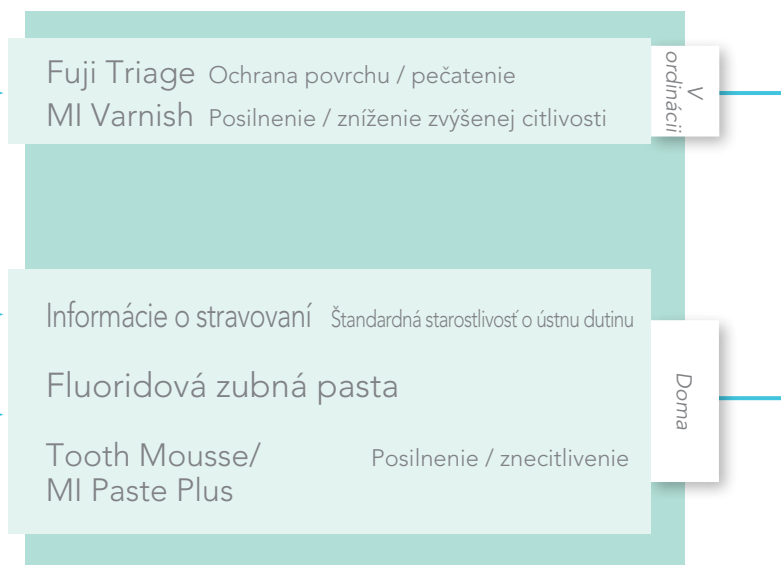 Fuji Triage Ochrana povrchu / pečatenie
MI Varnish Posilnenie / zníženie zvýšenej citlivosti
V
ordinácii
Informácie o stravovaní Štandardná starostlivosť o ústnu dutinu
Fluoridová zubná pasta
Tooth Mousse/ Posilnenie / znecitlivenie
MI Paste Plus
Doma